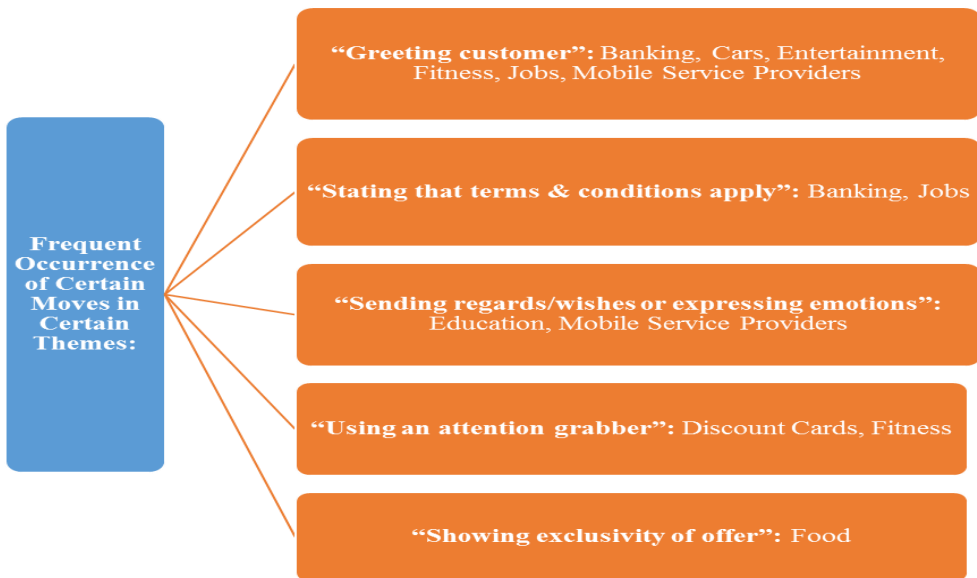 Frequent
Occurrence
of Certain
Moves in
Certain
Themes:
“Greeting customer”: Banking, Cars, Entertainment,
Fitness, Jobs, Mobile Service Providers
“Stating that terms & conditions apply”: Banking, Jobs
“Sending regards/wishes or expressing emotions”:
Education, Mobile Service Providers
“Using an attention grabber”: Discount Cards, Fitness
“Showing exclusivity of offer”: Food